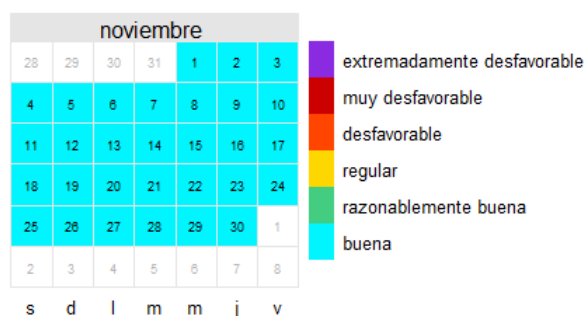 noviembre
28 29 30 31 1 2 3
4 5 6 7 8 9 10
11 12 13 14 15 16 17
18 19 20 21 22 23 24
25 26 27 28 29 30 1
2 3 4 5 6 7 8
s d l m m j v
extremadamente desfavorable
muy desfavorable
desfavorable
regular
razonablemente buena
buena